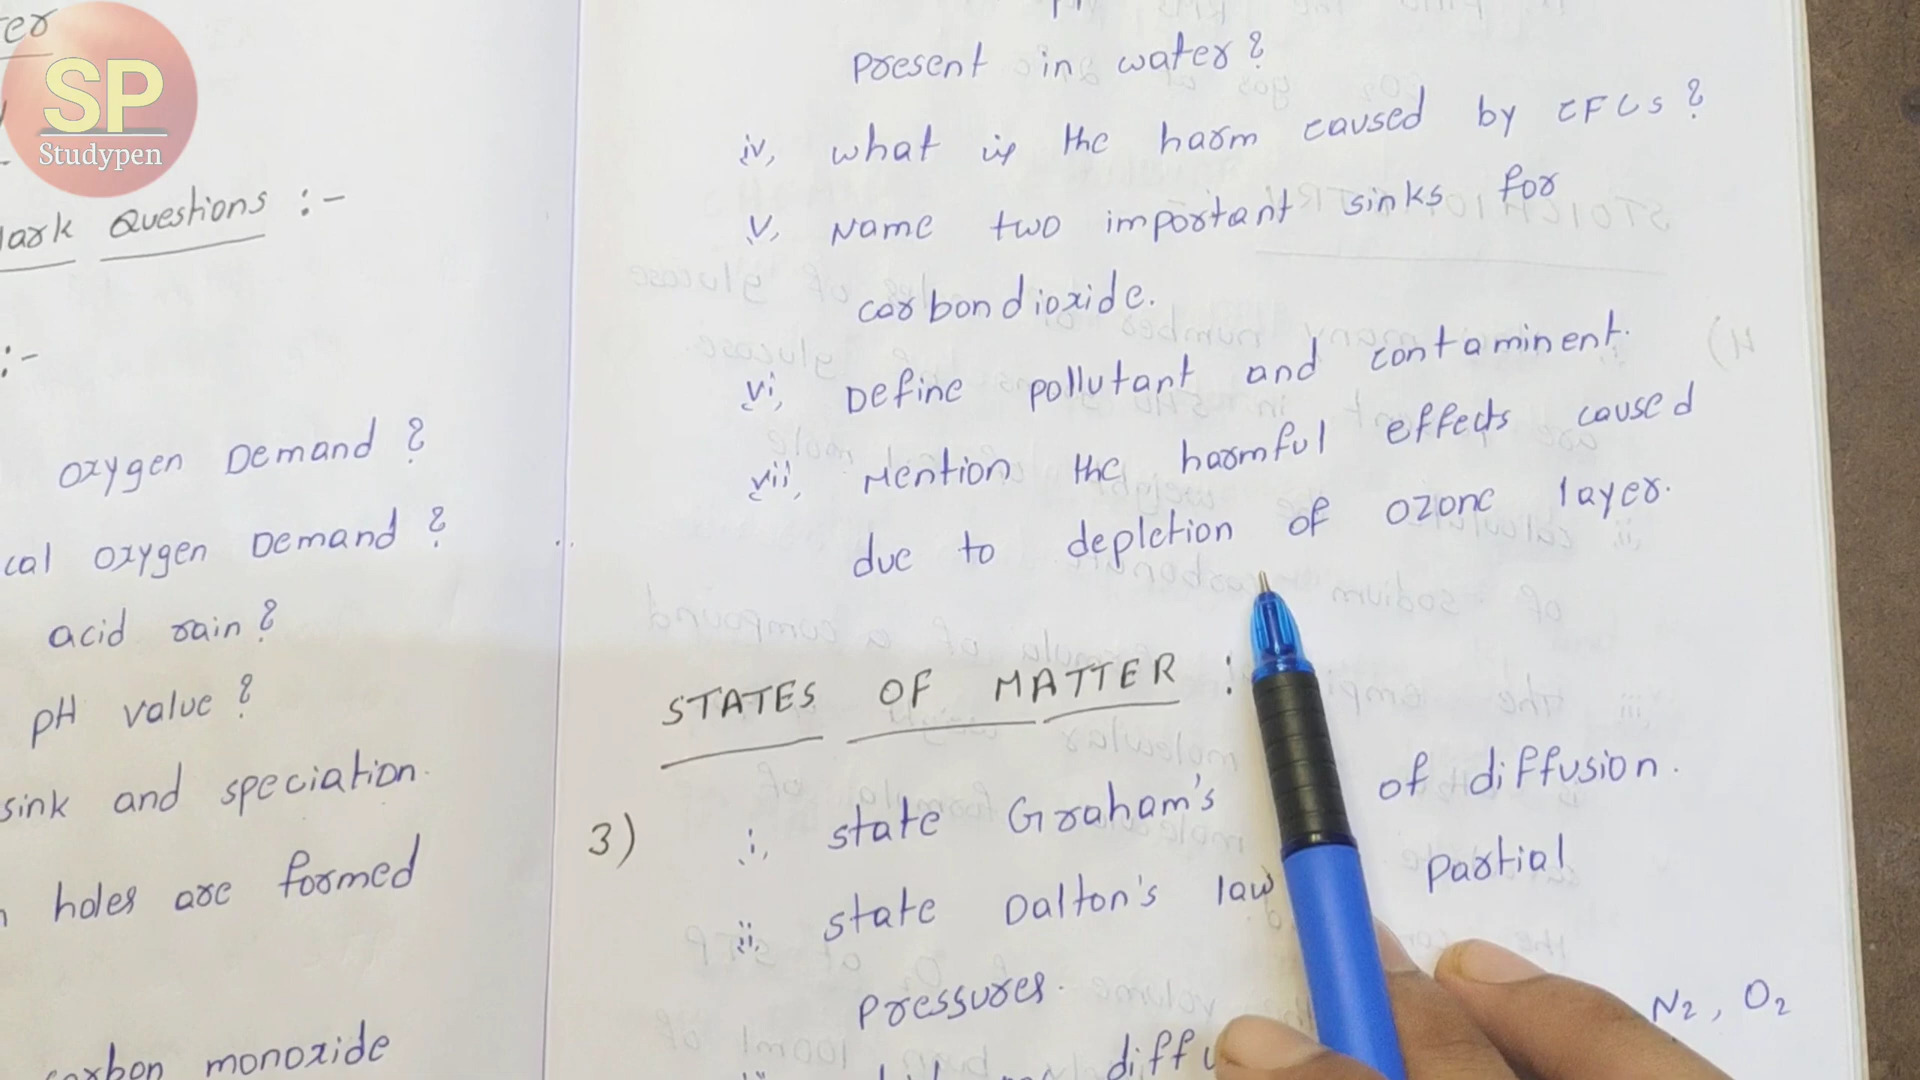 SP
Studypen
Questions :-
:-
oxygen Demand ?
oxygen Demand ?
acid rain ?
pH value ?
sink and speciation.
holes are formed
carbon monoxide
Present in water ?
iv, what is the harm caused by CFCs ?
v, Name two important sinks for
carbondioxide.
vi, Define pollutant and contaminent.
vii, Mention the harmful effects caused
due to depletion of ozone layer.
STATES OF MATTER :
3) i, state Graham's of diffusion.
ii, state Dalton's law Partial
Pressures.
N2, O2